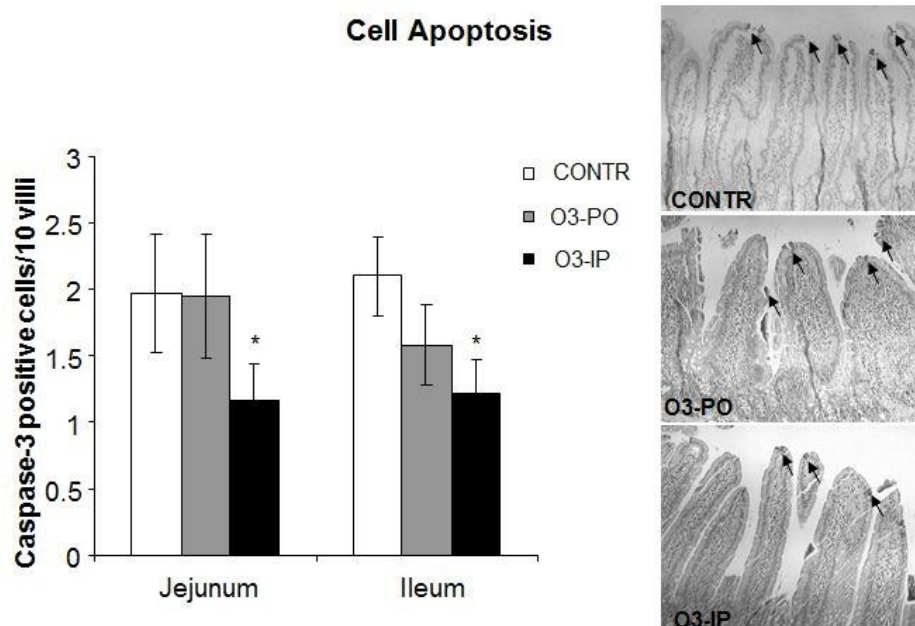 Cell Apoptosis
Caspase-3 positive cells/10 villi
3
2.5
2
1.5
1
0.5
0
*
*
Jejunum
Ileum
CONTR
O3-PO
O3-IP
CONTR
O3-PO
O3-IP